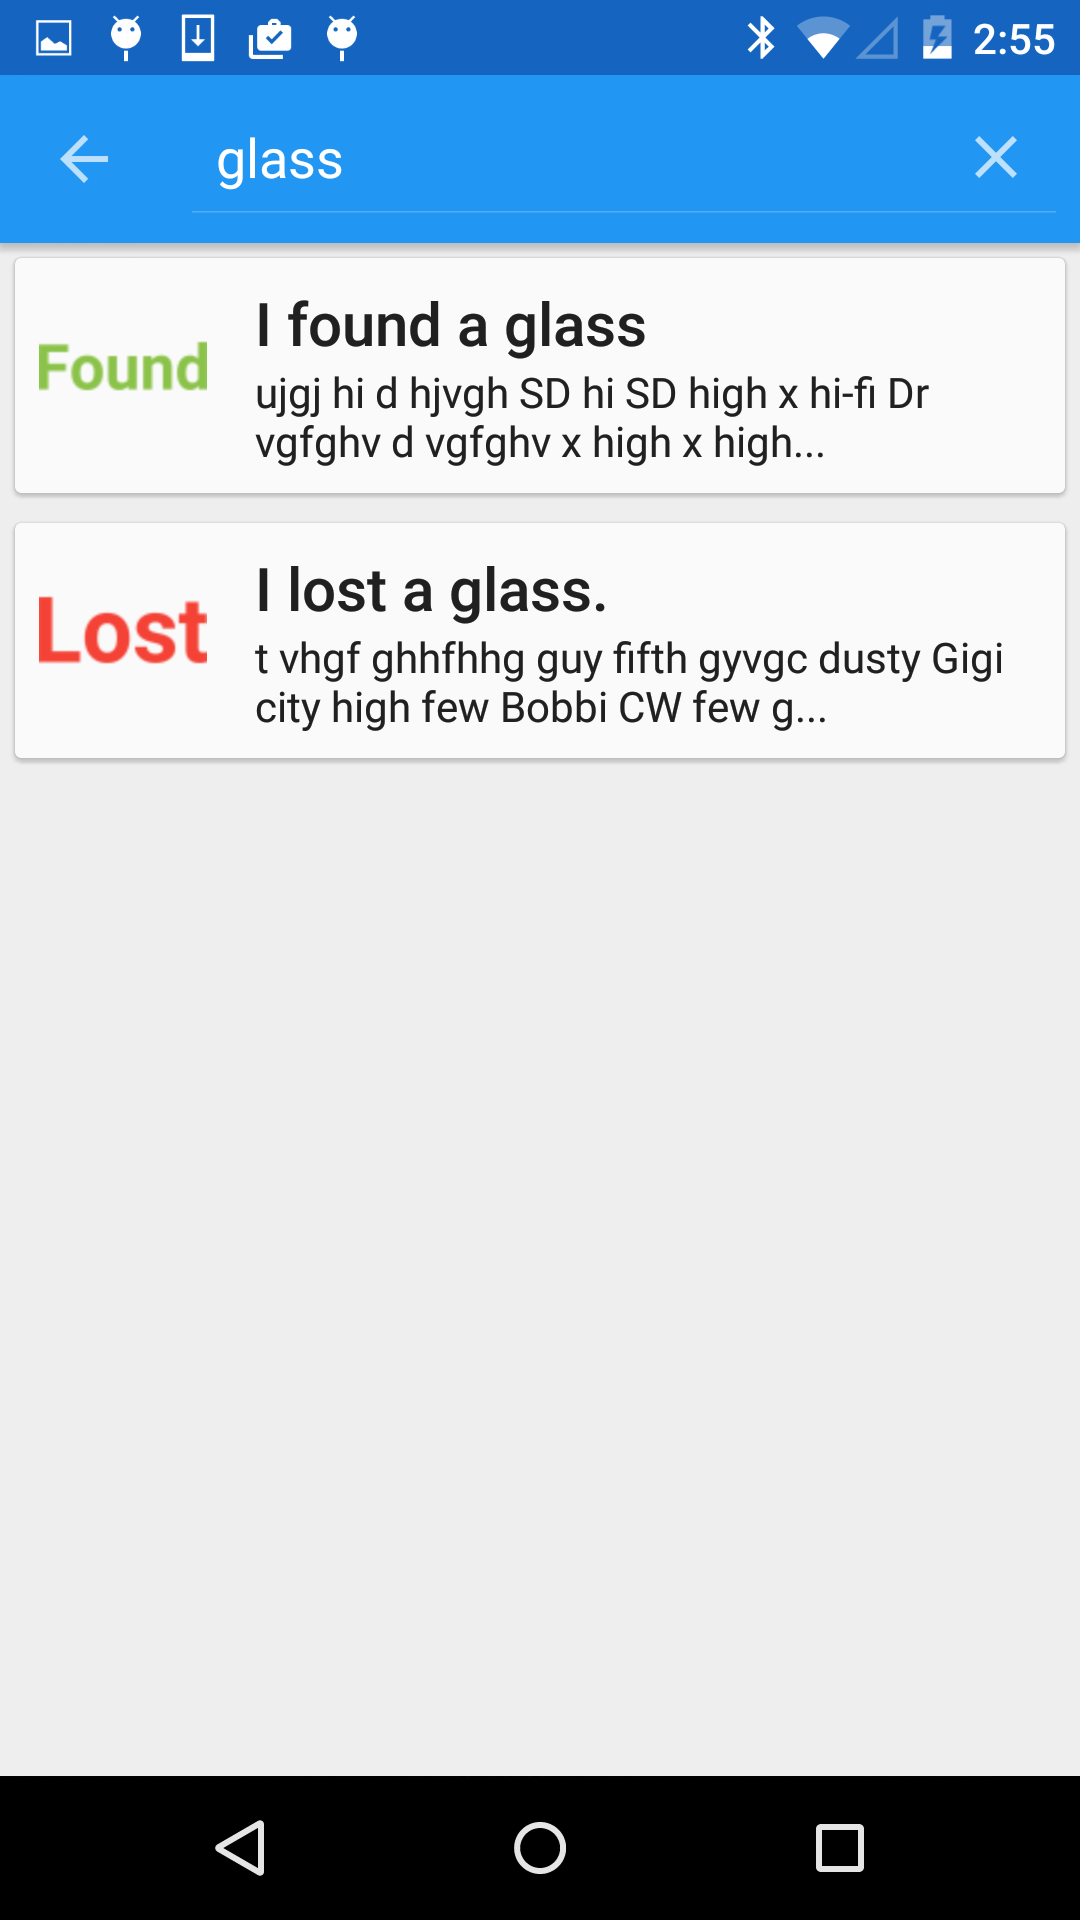 2:55
glass
Found
I found a glass
ujgj hi d hjvgh SD hi SD high x hi-fi Dr
vgfghv d vgfghv x high x high...
Lost
I lost a glass.
t vhgf ghhfhhg guy fifth gyvgc dusty Gigi
city high few Bobbi CW few g...